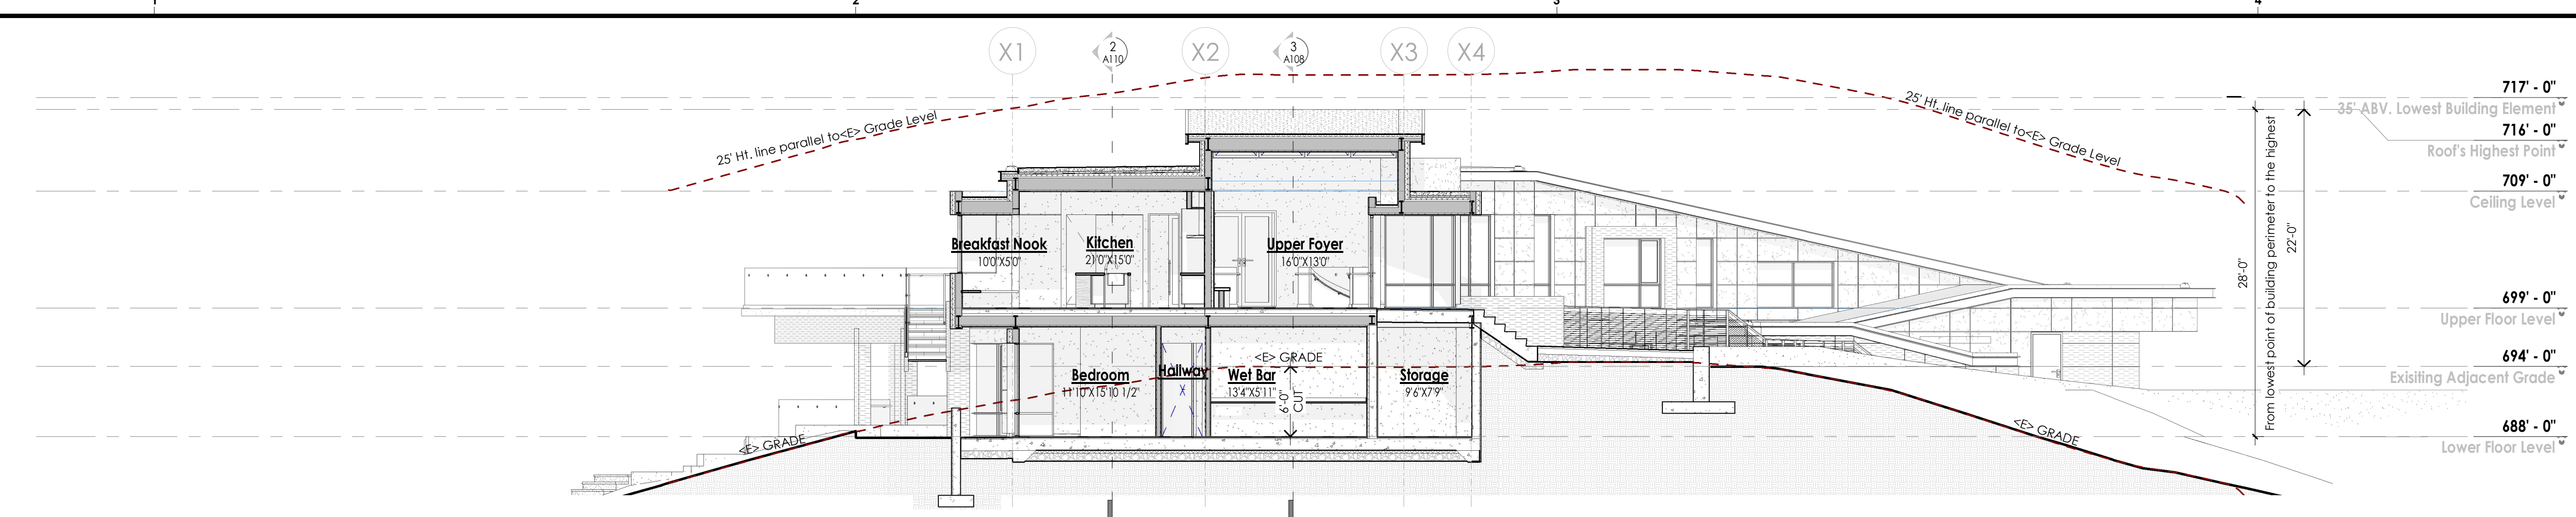 1
2
3
4
X1
2
A110
X2
3
A108
X3
X4
717' - 0"
35' ABV. Lowest Building Element
716' - 0"
Roof's Highest Point
709' - 0"
Ceiling Level
699' - 0"
Upper Floor Level
694' - 0"
Exisiting Adjacent Grade
688' - 0"
Lower Floor Level
25' Ht. line parallel to<E> Grade Level
25' Ht. line parallel to<E> Grade Level
From lowest point of building perimeter to the highest
28'-0"
22'-0"
Breakfast Nook
10'0"X5'0"
Kitchen
21'0"X15'0"
Upper Foyer
16'0"X13'0"
<E> GRADE
Bedroom
11'10"X15'10 1/2"
Hallway
Wet Bar
13'4"X5'11"
6'-0"
CUT
Storage
9'6"X7'9"
<E> GRADE
<E> GRADE